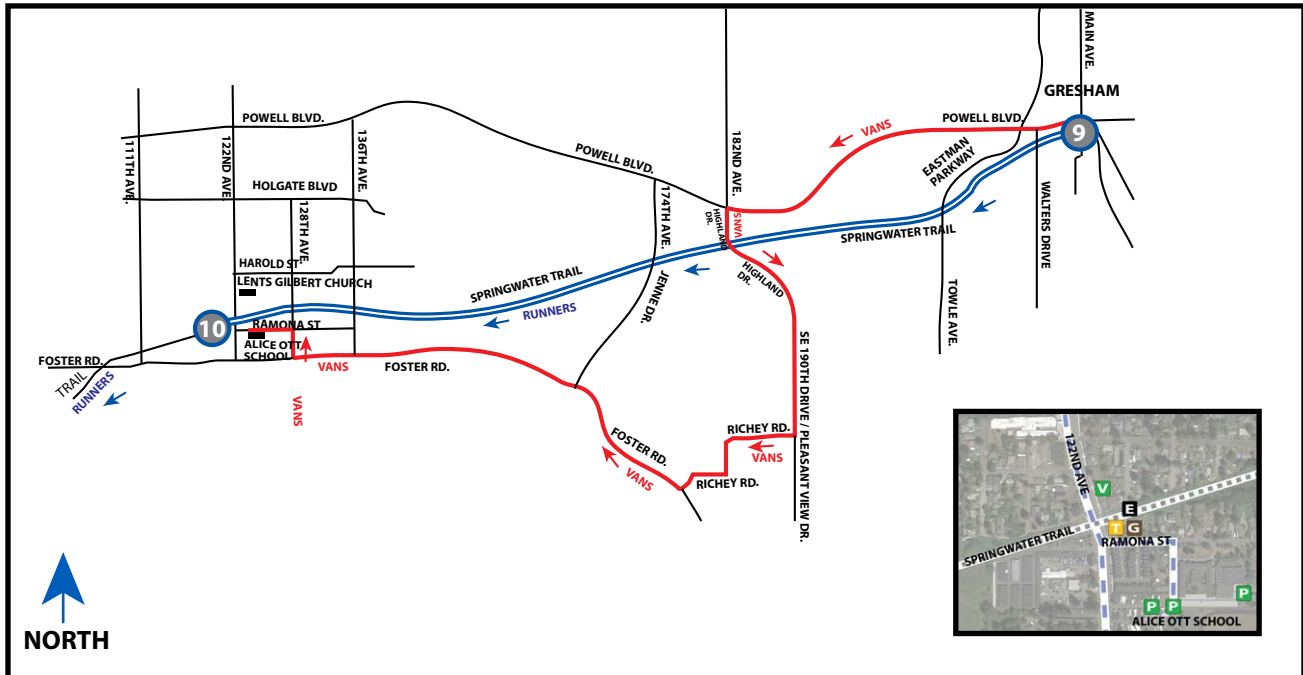 MAIN AVE.
GRESHAM
9
POWELL BLVD.
VANS
EASTMAN
PARKWAY
WALTERS DRIVE
TOWLE AVE.
SPRINGWATER TRAIL
182ND AVE.
POWELL BLVD.
HIGHLAND
DR.
VANS
HIGHLAND
DR.
174TH AVE.
JENNE DR.
POWELL BLVD.
136TH AVE.
122ND AVE.
111TH AVE.
HOLGATE BLVD
128TH AVE.
HAROLD ST
LENTS GILBERT CHURCH
SPRINGWATER TRAIL
RUNNERS
10
RAMONA ST
ALICE OTT
SCHOOL
FOSTER RD.
TRAIL
RUNNERS
VANS
VANS
FOSTER RD.
FOSTER RD.
VANS
RICHEY RD.
VANS
RICHEY RD.
SE 190TH DRIVE / PLEASANT VIEW DR.
NORTH
122ND AVE
V
E
T G
RAMONA ST
SPRINGWATER TRAIL
P P P
ALICE OTT SCHOOL